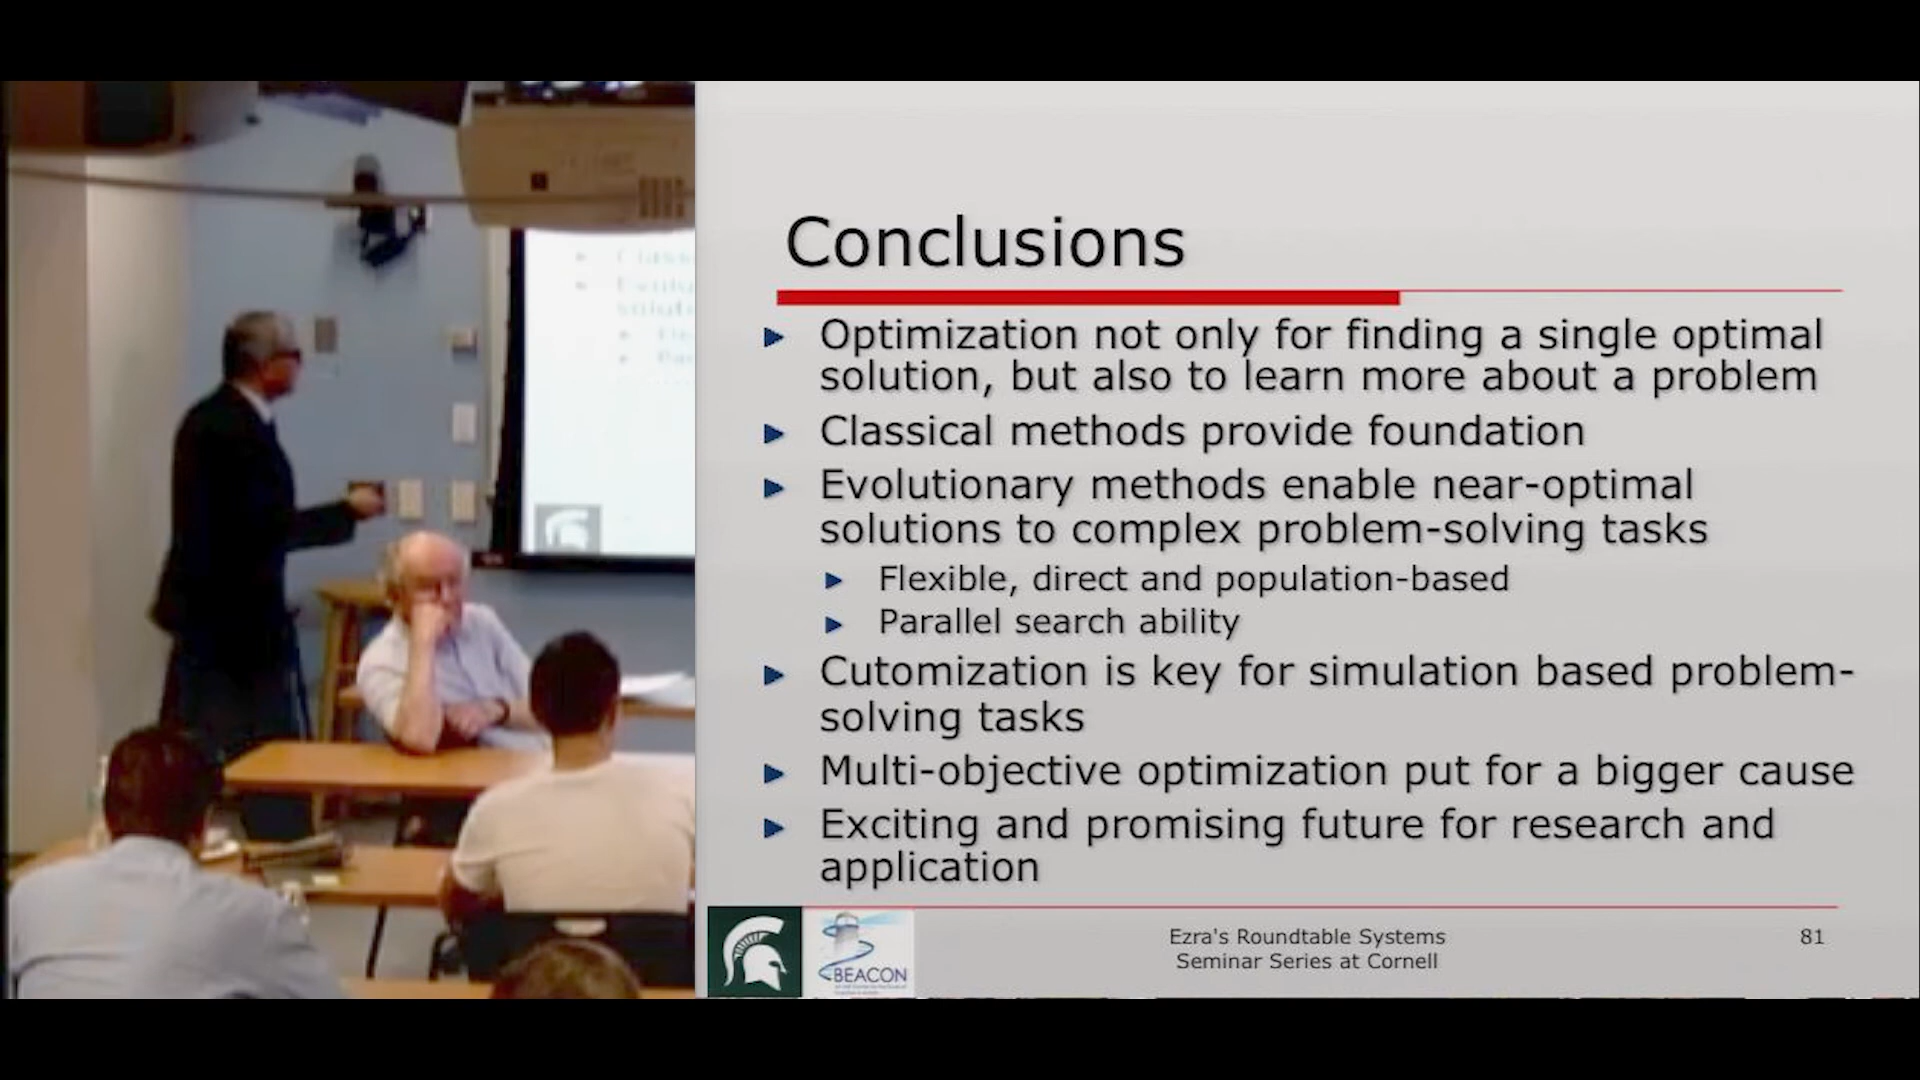 Conclusions
Optimization not only for finding a single optimal
solution, but also to learn more about a problem
Classical methods provide foundation
Evolutionary methods enable near-optimal
solutions to complex problem-solving tasks
Flexible, direct and population-based
Parallel search ability
Cutomization is key for simulation based problem-
solving tasks
Multi-objective optimization put for a bigger cause
Exciting and promising future for research and
application
BEACON
Ezra's Roundtable Systems
Seminar Series at Cornell
81